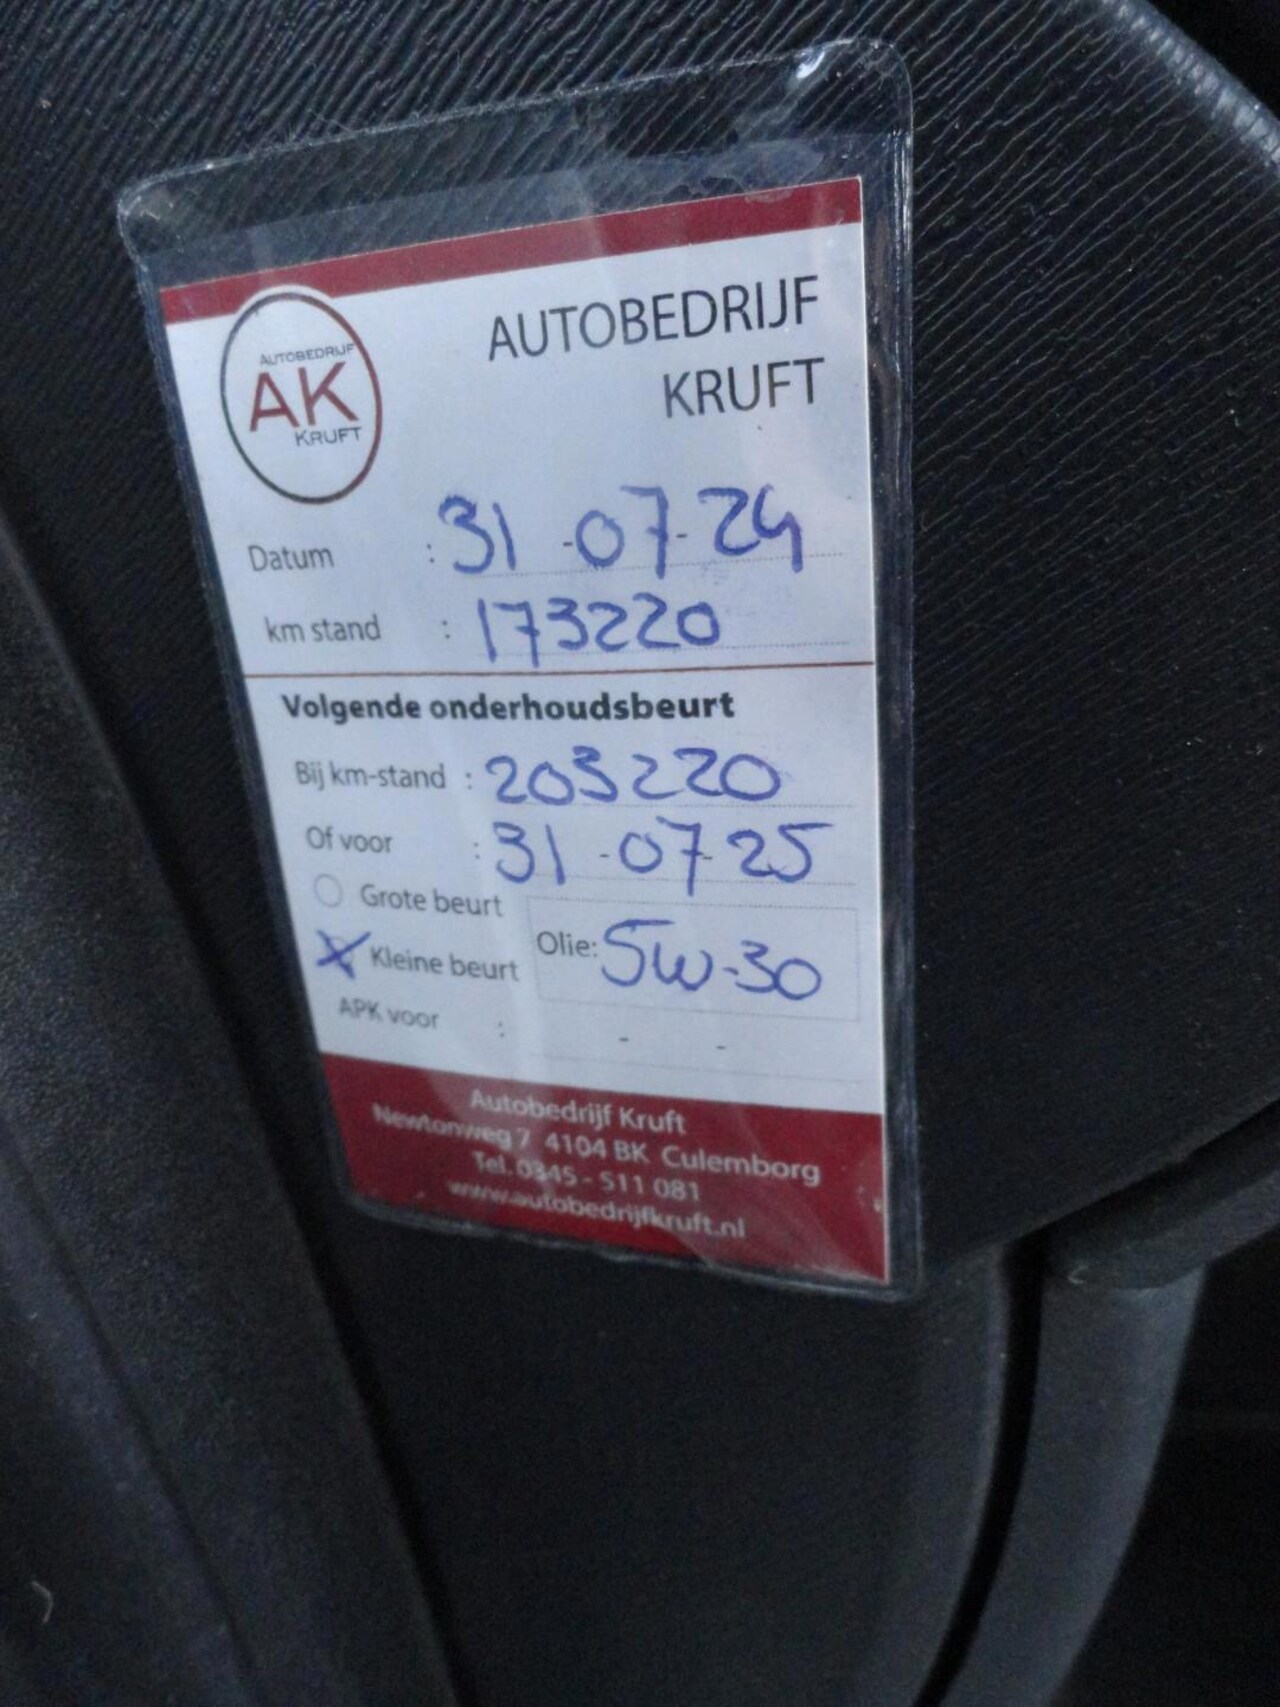 AUTOBEDRIJF
AK
KRUFT
AUTOBEDRIJF
KRUFT
Datum : 31-07-24
km stand : 173220
Volgende onderhoudsbeurt
Bij km-stand : 203220
Of voor : 31-07-25
Grote beurt
Kleine beurt
Olie: 5W-30
APK voor : - -
Autobedrijf Kruft
Newtonweg 7 4104 BK Culemborg
Tel. 0345 - 511 081
www.autobedrijfkruft.nl